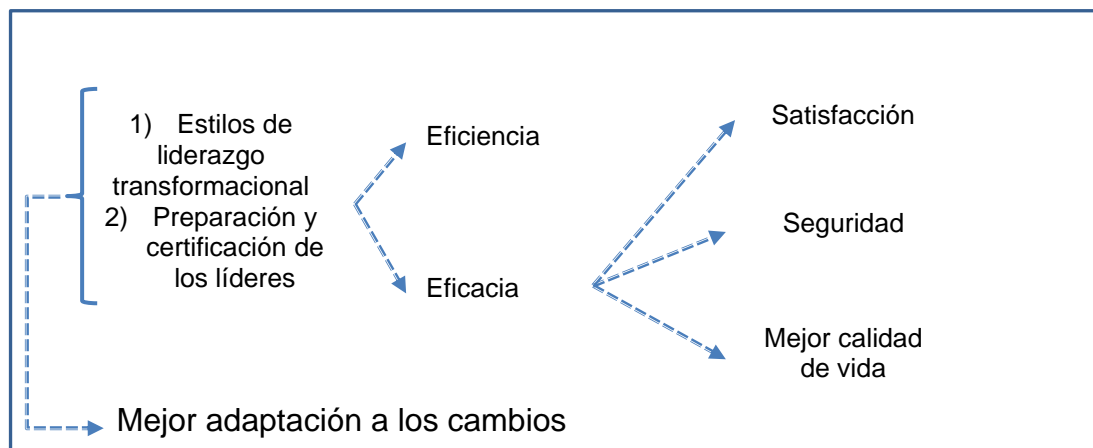 1) Estilos de
liderazgo
transformacional
2) Preparación y
certificación de
los líderes
Eficiencia
Eficacia
Satisfacción
Seguridad
Mejor calidad
de vida
Mejor adaptación a los cambios